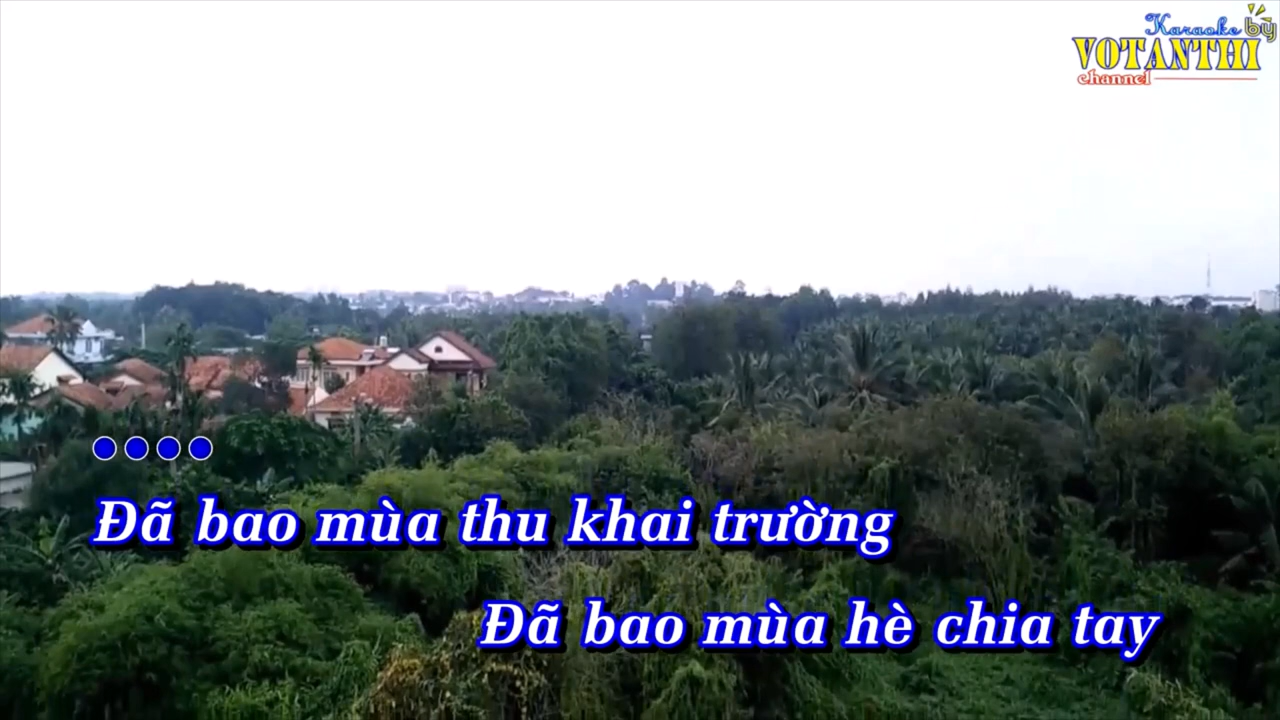 Karaoke by
VOTANTHI
channel
Đã bao mùa thu khai trường
Đã bao mùa hè chia tay